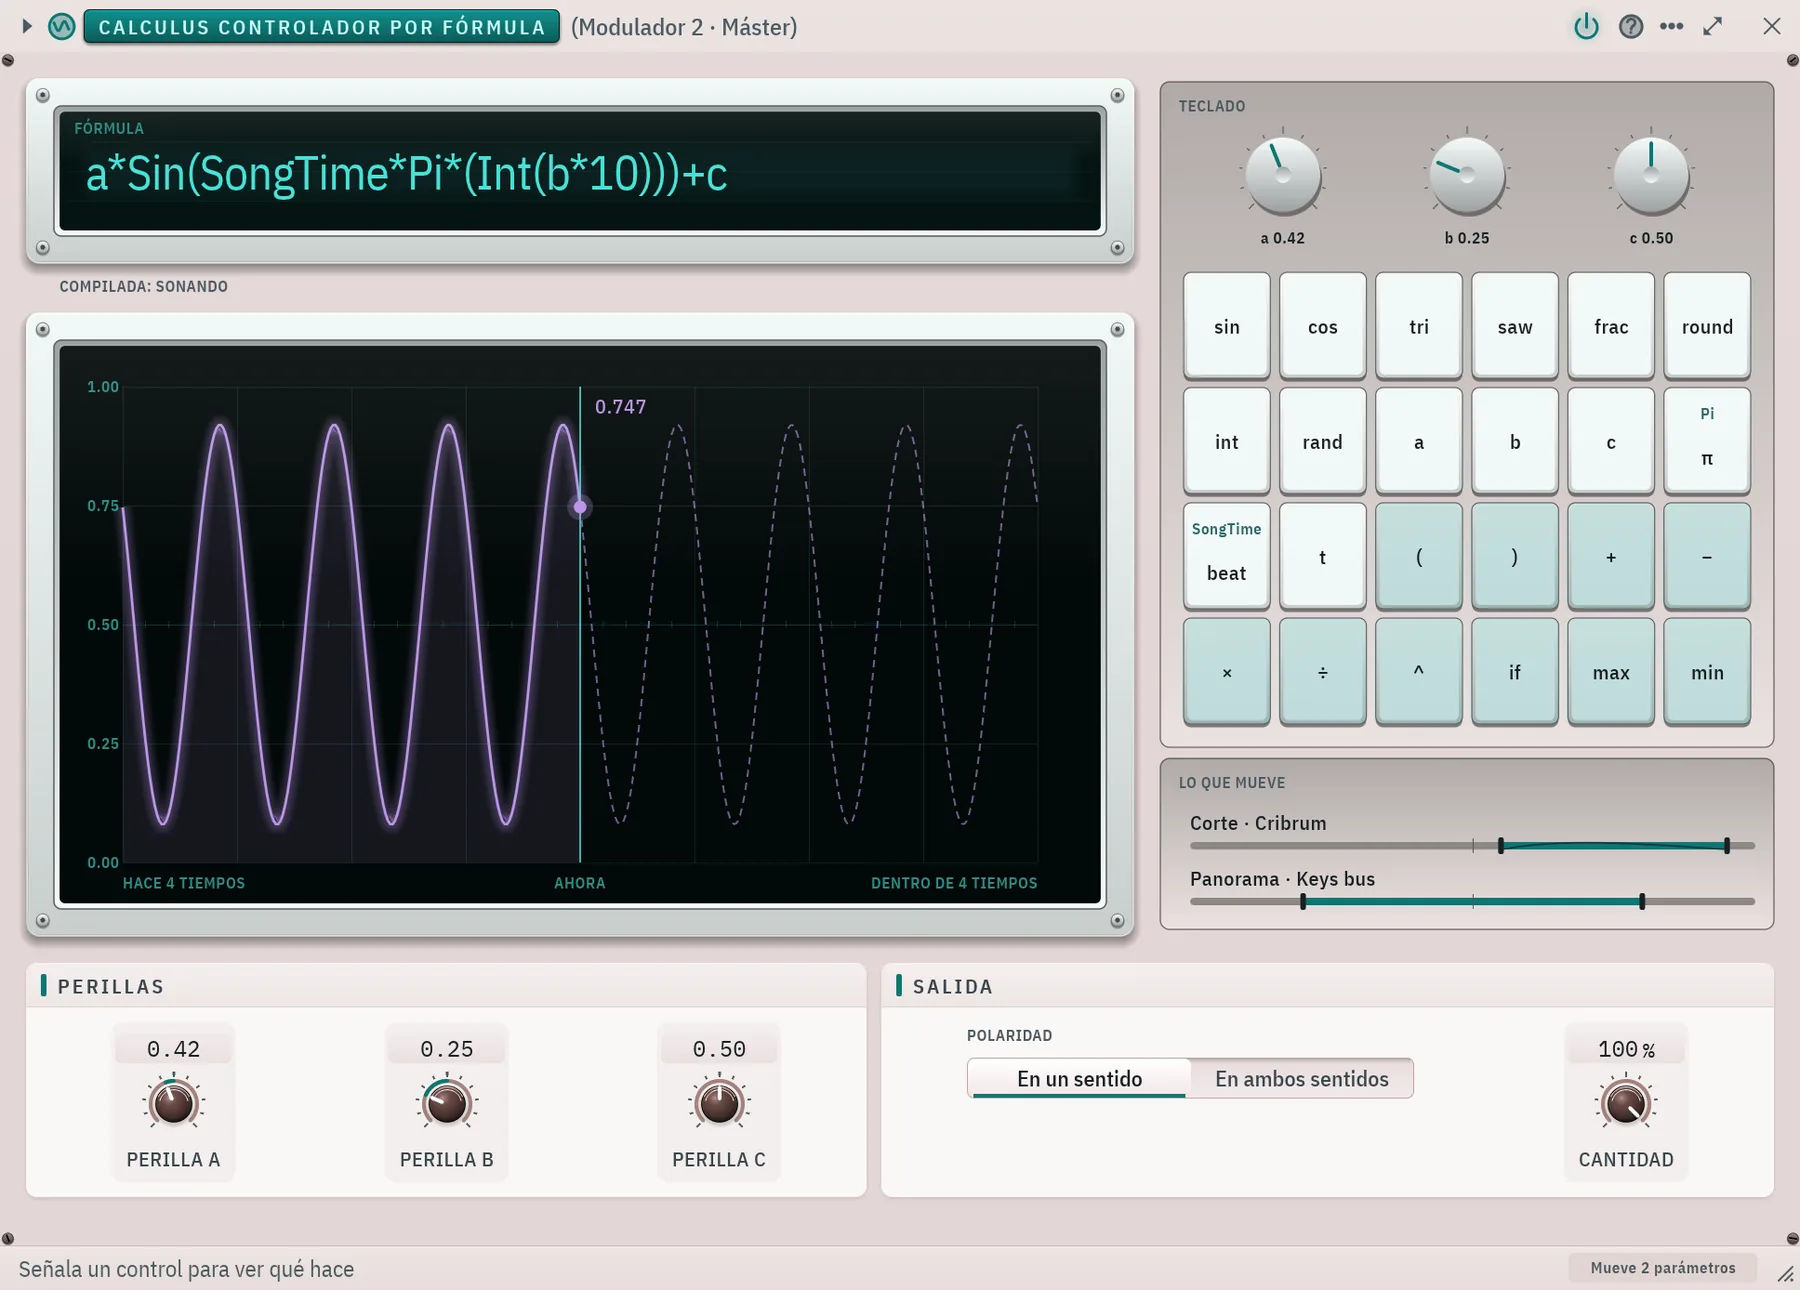 CALCULUS CONTROLADOR POR FÓRMULA (Modulador 2 · Máster)
FÓRMULA
a*Sin(SongTime*Pi*(Int(b*10)))+c
COMPILADA: SONANDO
1.00
0.75
0.50
0.25
0.00
0.747
HACE 4 TIEMPOS
AHORA
DENTRO DE 4 TIEMPOS
TECLADO
a 0.42
b 0.25
c 0.50
sin cos tri saw frac round
int rand a b c Pi π
SongTime beat t ( ) + −
× ÷ ^ if max min
LO QUE MUEVE
Corte · Cribrum
Panorama · Keys bus
PERILLAS
0.42
PERILLA A
0.25
PERILLA B
0.50
PERILLA C
SALIDA
POLARIDAD
En un sentido
En ambos sentidos
100 %
CANTIDAD
Señala un control para ver qué hace
Mueve 2 parámetros